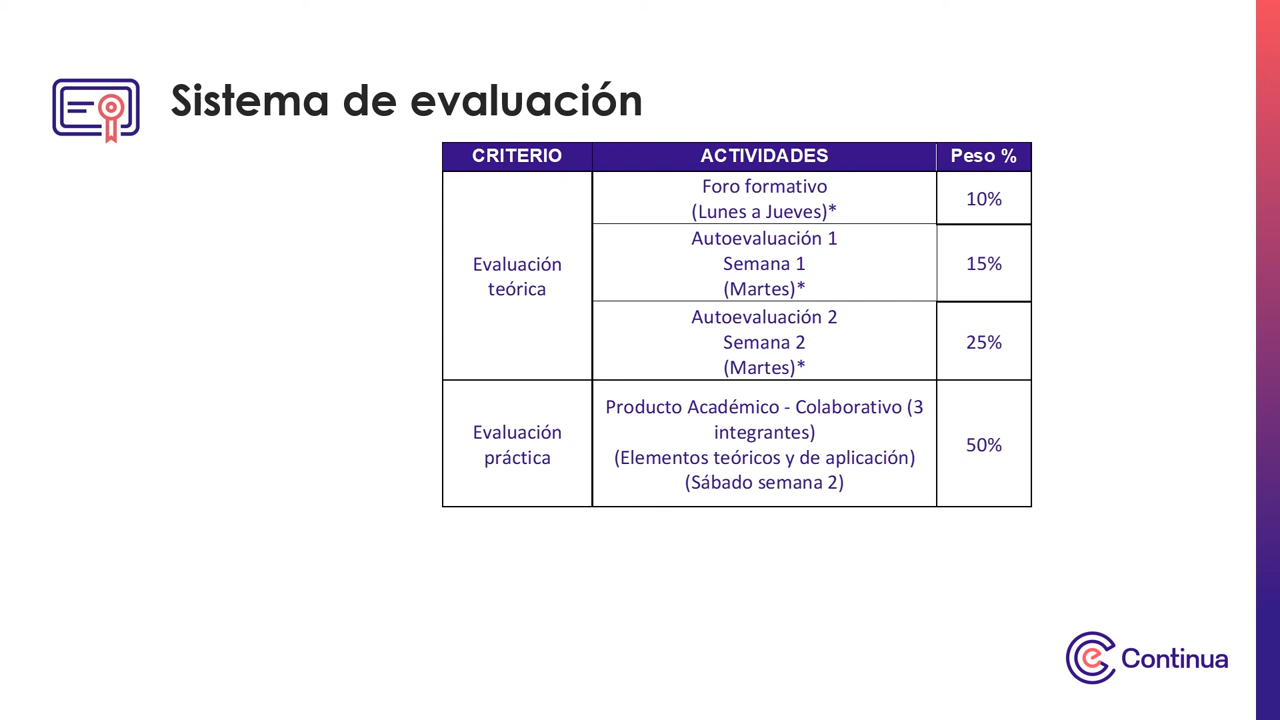 Sistema de evaluación
CRITERIO ACTIVIDADES Peso %
Evaluación
teórica
Foro formativo
(Lunes a Jueves)*
10%
Autoevaluación 1
Semana 1
(Martes)*
15%
Autoevaluación 2
Semana 2
(Martes)*
25%
Evaluación
práctica
Producto Académico - Colaborativo (3
integrantes)
(Elementos teóricos y de aplicación)
(Sábado semana 2)
50%
Continua